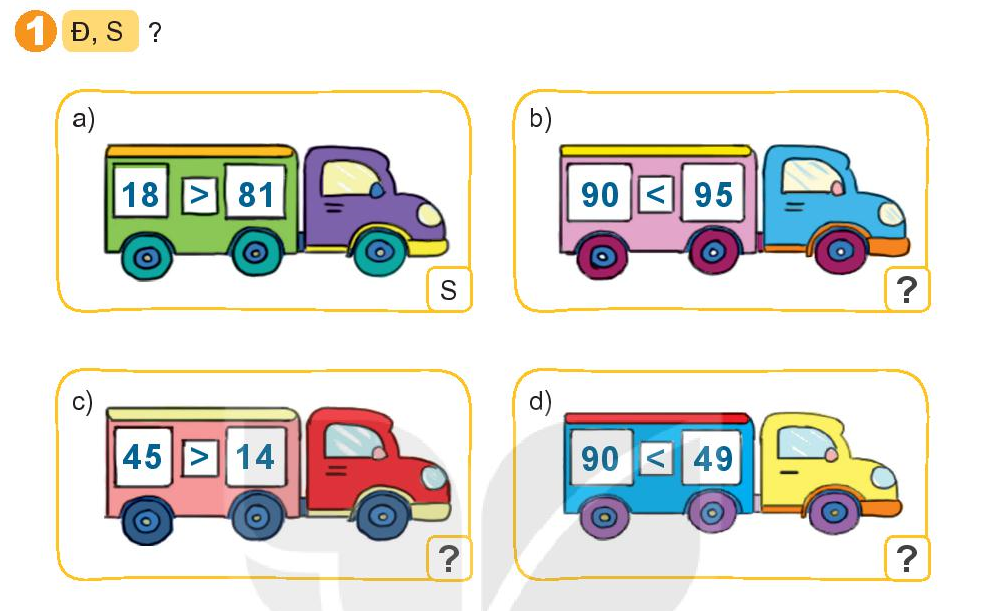 1 Đ, S ?
a)
18 > 81
S
b)
90 < 95
?
c)
45 > 14
?
d)
90 < 49
?